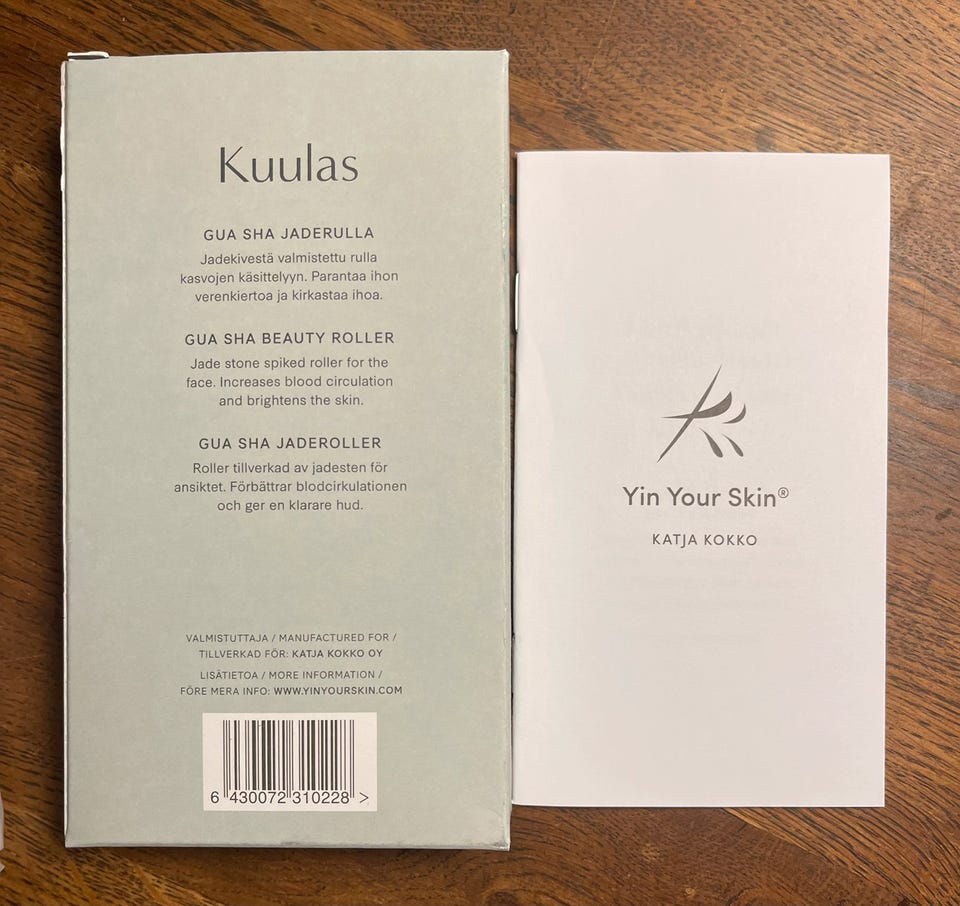 Kuulas
GUA SHA JADERULLA
Jadekivestä valmistettu rulla
kasvojen käsittelyyn. Parantaa ihon
verenkiertoa ja kirkastaa ihoa.
GUA SHA BEAUTY ROLLER
Jade stone spiked roller for the
face. Increases blood circulation
and brightens the skin.
GUA SHA JADEROLLER
Roller tillverkad av jadesten för
ansiktet. Förbättrar blodcirkulationen
och ger en klarare hud.
VALMISTUTTAJA / MANUFACTURED FOR /
TILLVERKAD FÖR: KATJA KOKKO OY
LISÄTIETOA / MORE INFORMATION /
FÖRE MERA INFO: WWW.YINYOURSKIN.COM
6 430072 310228 >
Yin Your Skin®
KATJA KOKKO